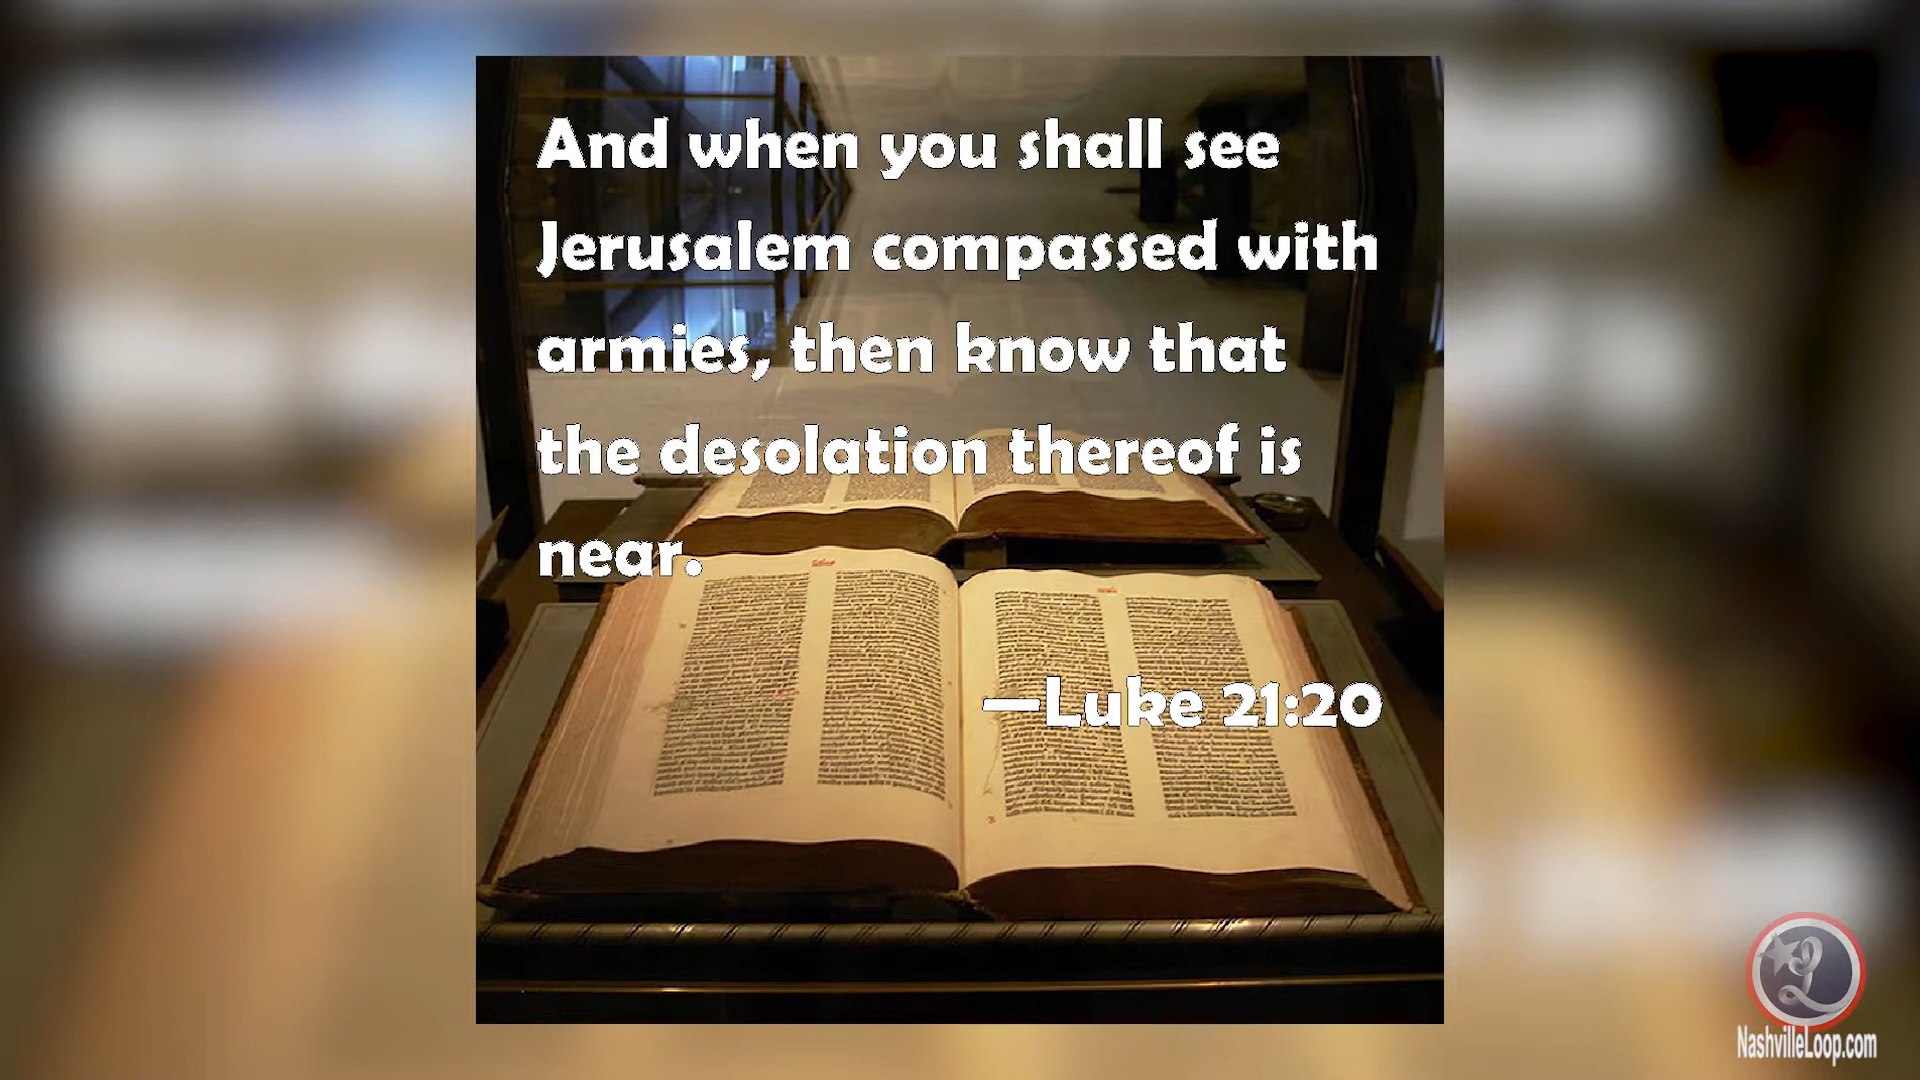 And when you shall see
Jerusalem compassed with
armies, then know that
the desolation thereof is
near.
—Luke 21:20
NashvilleLoop.com